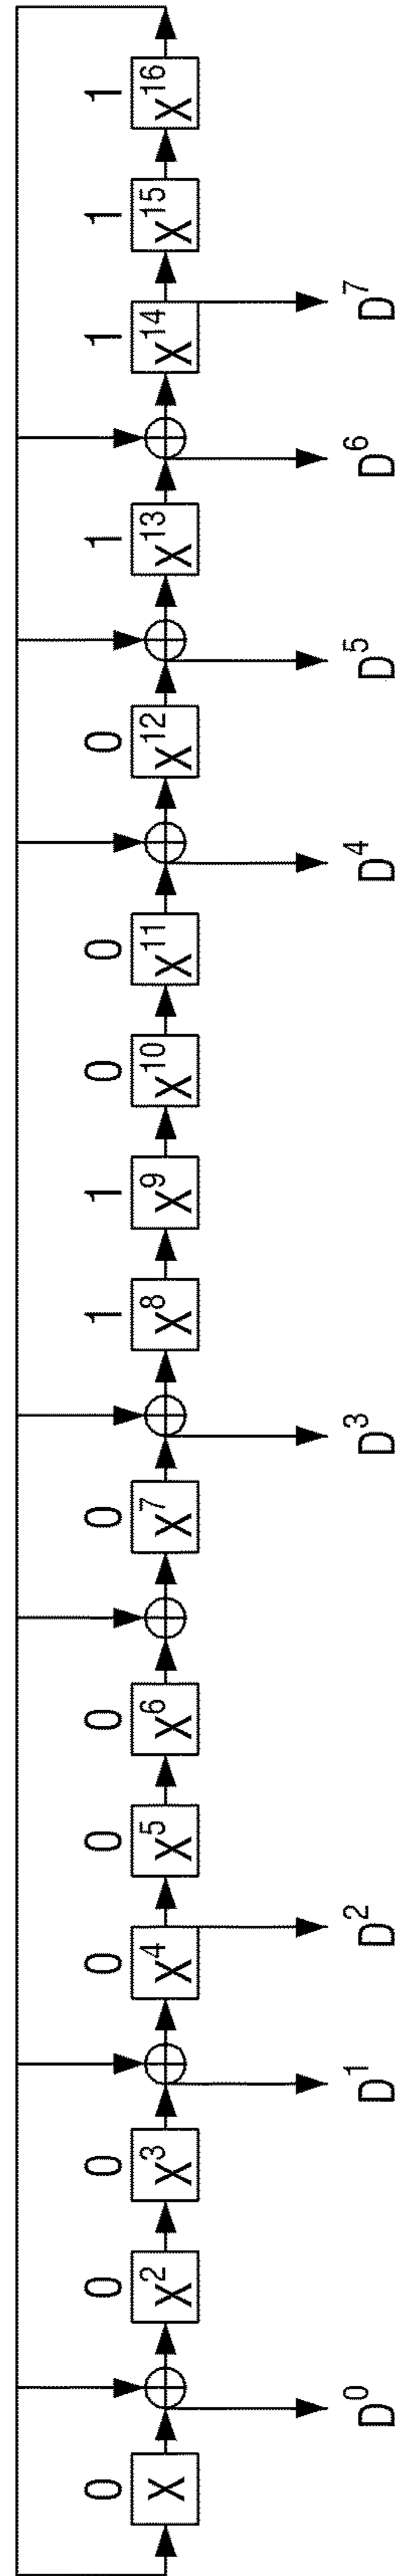 0 0 0 0 0 0 0 1 1 0 0 0 1 1 1 1
X X² X³ X⁴ X⁵ X⁶ X⁷ X⁸ X⁹ X¹⁰ X¹¹ X¹² X¹³ X¹⁴ X¹⁵ X¹⁶
D⁰ D¹ D² D³ D⁴ D⁵ D⁶ D⁷